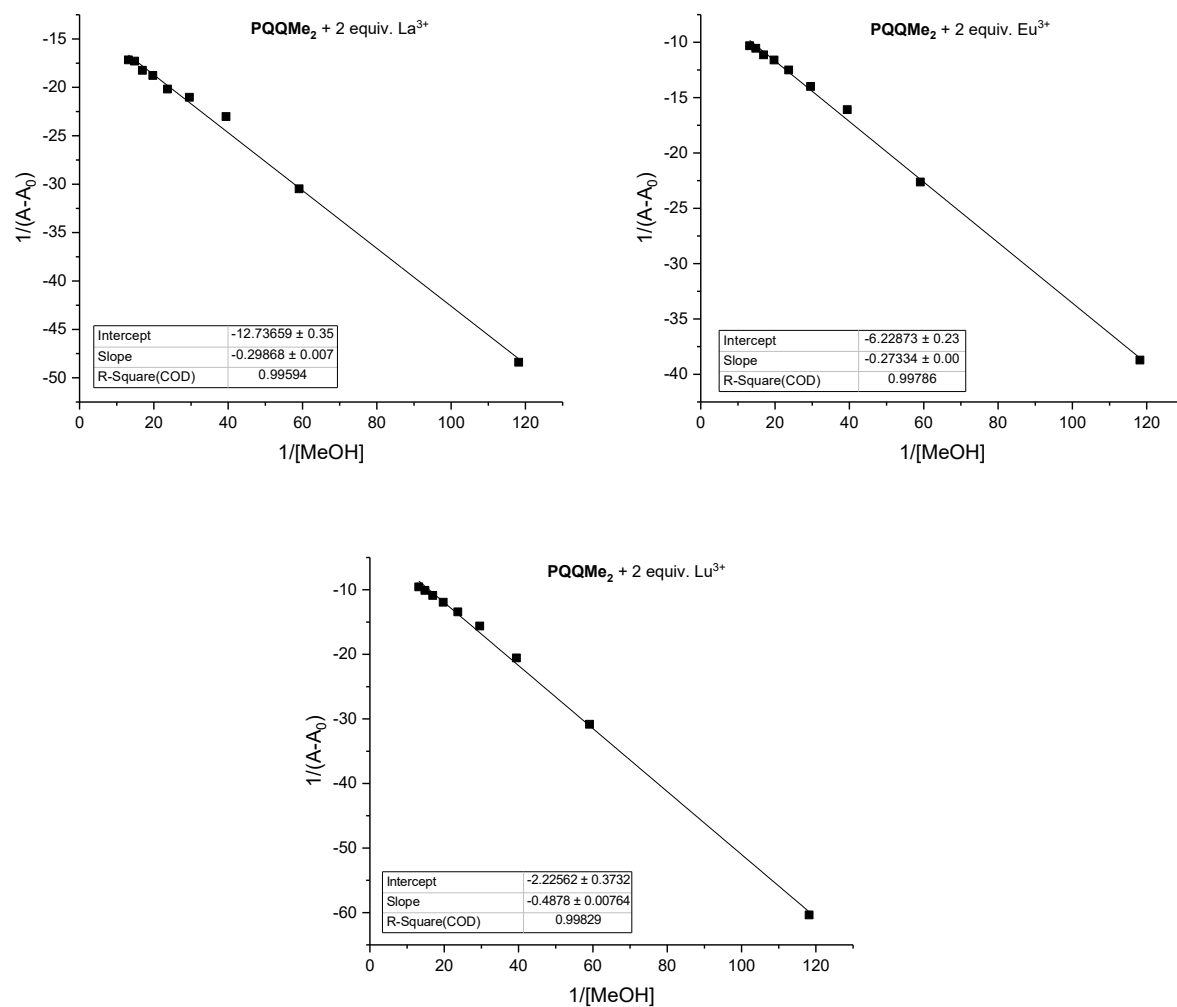 PQQMe₂ + 2 equiv. La³⁺
-15
-20
-25
-30
-35
-40
-45
-50
1/(A-A₀)
Intercept -12.73659 ± 0.35
Slope -0.29868 ± 0.007
R-Square(COD) 0.99594
0 20 40 60 80 100 120
1/[MeOH]
PQQMe₂ + 2 equiv. Eu³⁺
-10
-15
-20
-25
-30
-35
-40
1/(A-A₀)
Intercept -6.22873 ± 0.23
Slope -0.27334 ± 0.00
R-Square(COD) 0.99786
0 20 40 60 80 100 120
1/[MeOH]
PQQMe₂ + 2 equiv. Lu³⁺
-10
-20
-30
-40
-50
-60
1/(A-A₀)
Intercept -2.22562 ± 0.3732
Slope -0.4878 ± 0.00764
R-Square(COD) 0.99829
0 20 40 60 80 100 120
1/[MeOH]